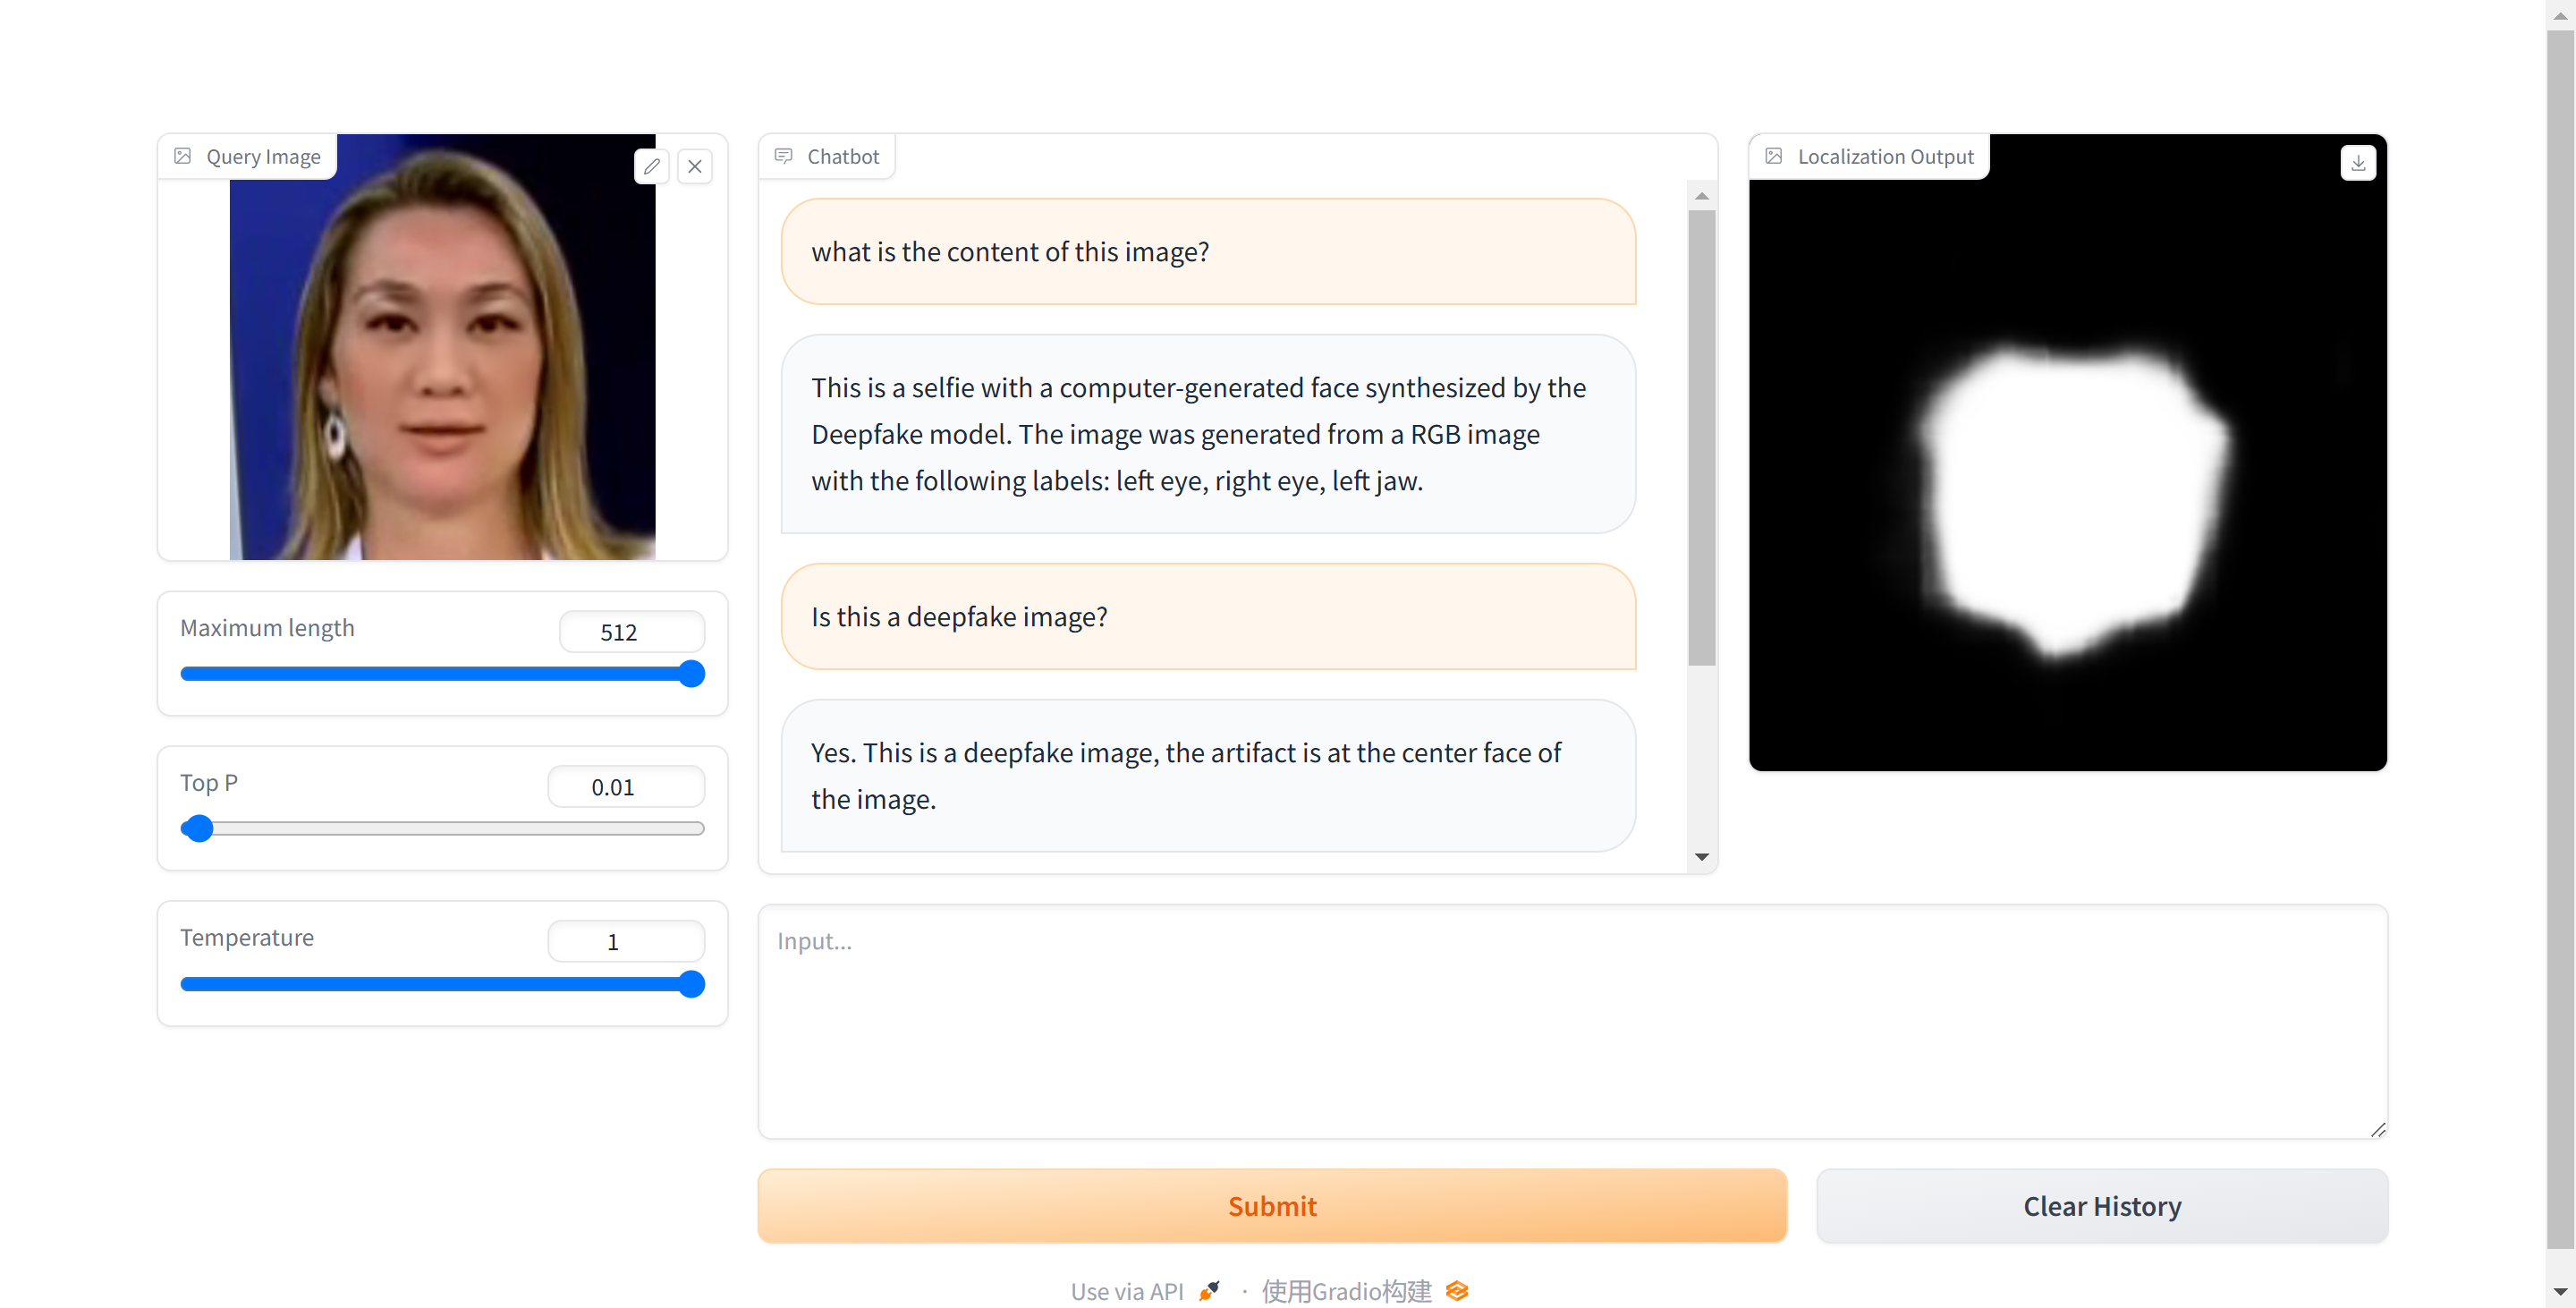 Query Image
Chatbot
Localization Output
what is the content of this image?
This is a selfie with a computer-generated face synthesized by the
Deepfake model. The image was generated from a RGB image
with the following labels: left eye, right eye, left jaw.
Is this a deepfake image?
Yes. This is a deepfake image, the artifact is at the center face of
the image.
Maximum length
512
Top P
0.01
Temperature
1
Input...
Submit
Clear History
Use via API · 使用Gradio构建